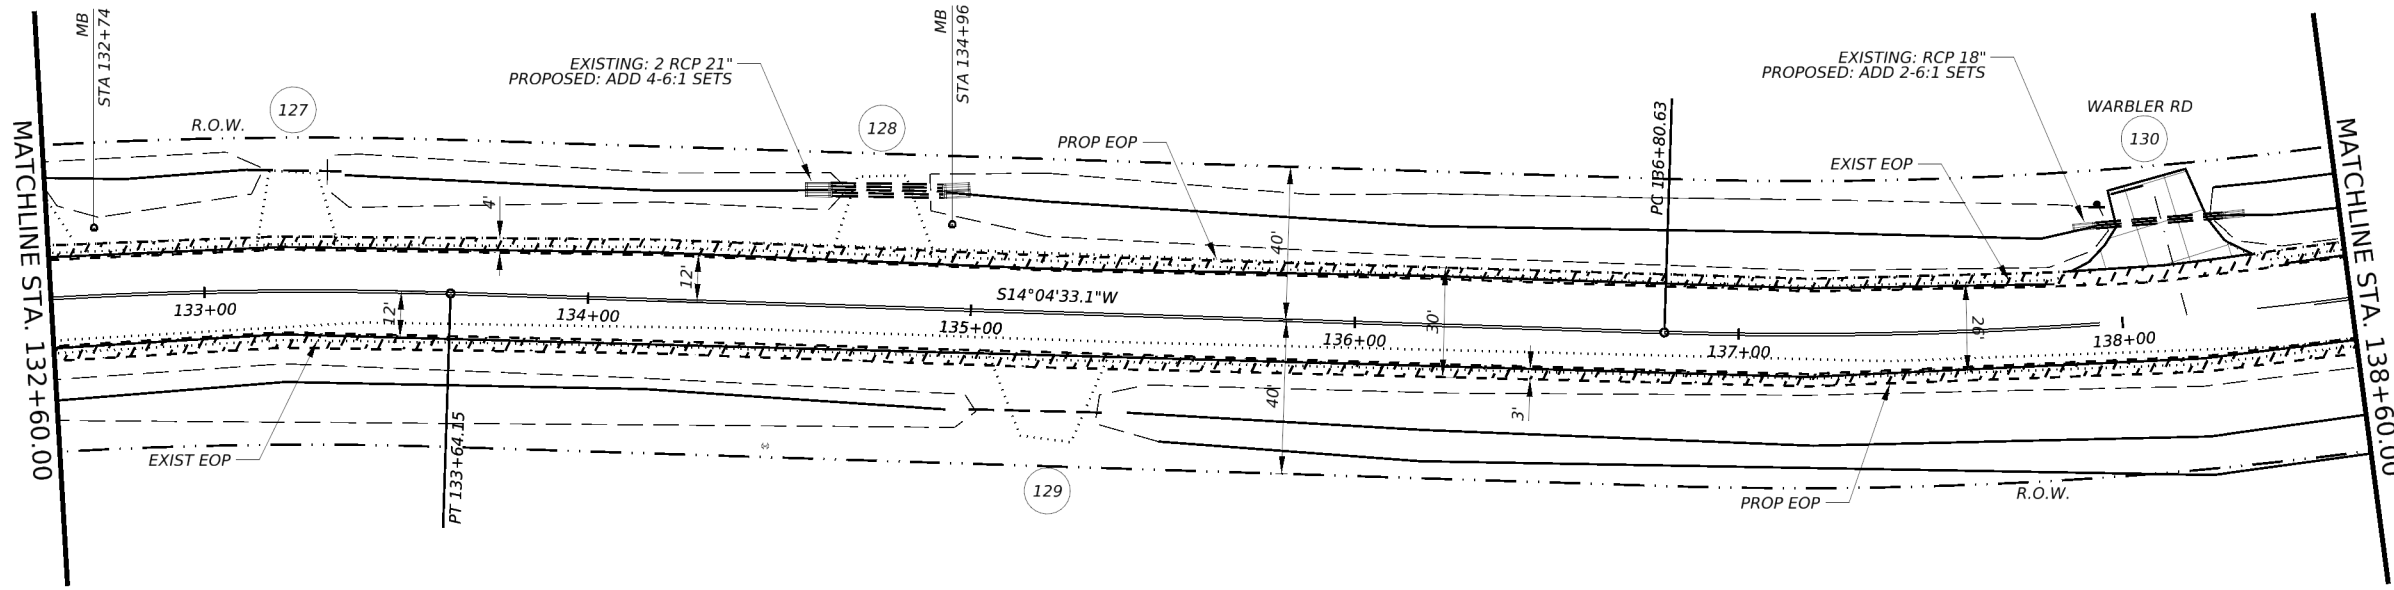 MB
STA 132+74
MB
STA 134+96
EXISTING: 2 RCP 21"
PROPOSED: ADD 4-6:1 SETS
EXISTING: RCP 18"
PROPOSED: ADD 2-6:1 SETS
WARBLER RD
127
128
130
R.O.W.
PROP EOP
EXIST EOP
PC 136+80.63
MATCHLINE STA. 132+60.00
MATCHLINE STA. 138+60.00
4'
12'
12'
40'
S14°04'33.1"W
30'
26'
133+00
134+00
135+00
136+00
137+00
138+00
40'
3'
PT 133+64.15
EXIST EOP
129
PROP EOP
R.O.W.